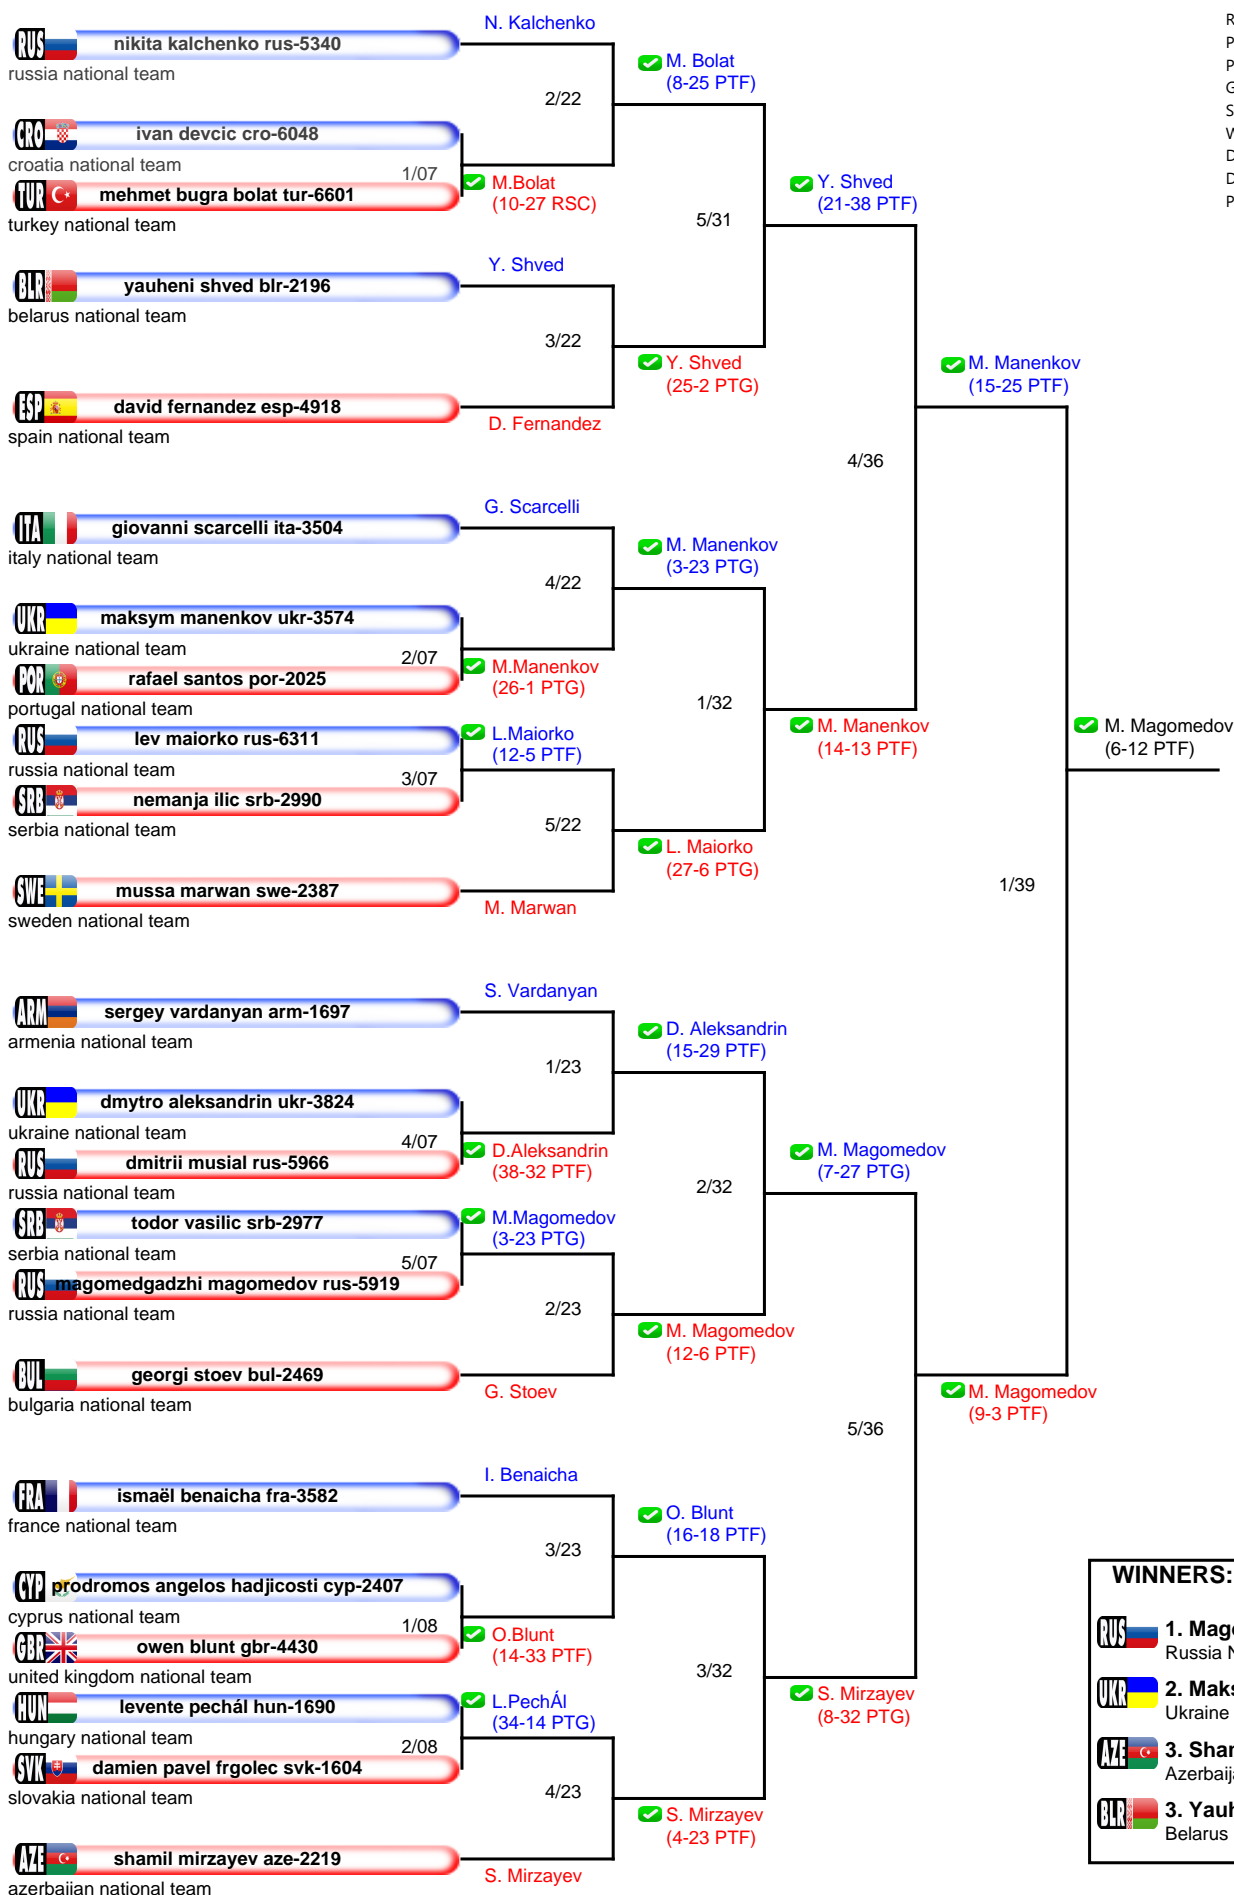 N. Kalchenko
R
RUS nikita kalchenko rus-5340
russia national team
P
P
G
S
W
D
D
P
M. Bolat
(8-25 PTF)
2/22
CRO ivan devcic cro-6048
croatia national team
1/07
TUR mehmet bugra bolat tur-6601
turkey national team
M.Bolat
(10-27 RSC)
Y. Shved
(21-38 PTF)
5/31
Y. Shved
BLR yauheni shved blr-2196
belarus national team
3/22
Y. Shved
(25-2 PTG)
M. Manenkov
(15-25 PTF)
ESP david fernandez esp-4918
spain national team
D. Fernandez
4/36
G. Scarcelli
ITA giovanni scarcelli ita-3504
italy national team
M. Manenkov
(3-23 PTG)
4/22
UKR maksym manenkov ukr-3574
ukraine national team
2/07
POR rafael santos por-2025
portugal national team
M.Manenkov
(26-1 PTG)
1/32
RUS lev maiorko rus-6311
russia national team
L.Maiorko
(12-5 PTF)
M. Manenkov
(14-13 PTF)
M. Magomedov
(6-12 PTF)
3/07
SRB nemanja ilic srb-2990
serbia national team
5/22
L. Maiorko
(27-6 PTG)
SWE mussa marwan swe-2387
sweden national team
M. Marwan
1/39
S. Vardanyan
ARM sergey vardanyan arm-1697
armenia national team
D. Aleksandrin
(15-29 PTF)
1/23
UKR dmytro aleksandrin ukr-3824
ukraine national team
4/07
RUS dmitrii musial rus-5966
russia national team
D.Aleksandrin
(38-32 PTF)
M. Magomedov
(7-27 PTG)
2/32
SRB todor vasilic srb-2977
serbia national team
M.Magomedov
(3-23 PTG)
5/07
RUS magomedgadzhi magomedov rus-5919
russia national team
2/23
M. Magomedov
(12-6 PTF)
BUL georgi stoev bul-2469
bulgaria national team
G. Stoev
M. Magomedov
(9-3 PTF)
5/36
I. Benaicha
FRA ismaël benaicha fra-3582
france national team
O. Blunt
(16-18 PTF)
3/23
CYP prodromos angelos hadjicosti cyp-2407
cyprus national team
1/08
GBR owen blunt gbr-4430
united kingdom national team
O.Blunt
(14-33 PTF)
3/32
HUN levente pechál hun-1690
hungary national team
L.PechÁl
(34-14 PTG)
S. Mirzayev
(8-32 PTG)
2/08
SVK damien pavel frgolec svk-1604
slovakia national team
4/23
S. Mirzayev
(4-23 PTF)
AZE shamil mirzayev aze-2219
azerbaijan national team
S. Mirzayev
WINNERS:
RUS 1. Mag
Russia N
UKR 2. Maks
Ukraine
AZE 3. Shar
Azerbaija
BLR 3. Yauh
Belarus